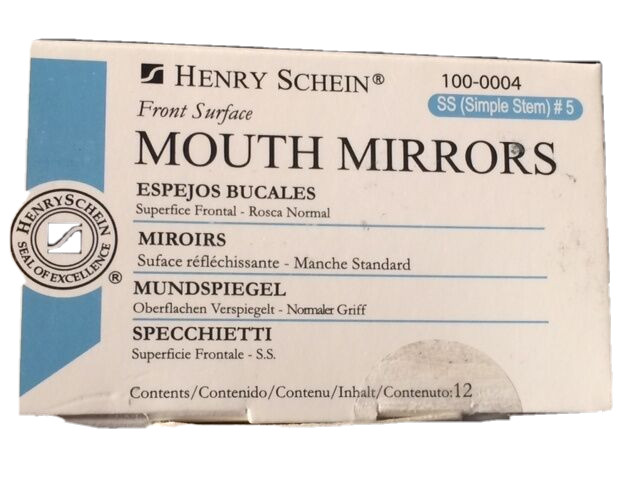 HENRY SCHEIN®
100-0004
Front Surface
SS (Simple Stem) # 5
MOUTH MIRRORS
ESPEJOS BUCALES
Superfice Frontal - Rosca Normal
MIROIRS
Suface réfléchissante - Manche Standard
MUNDSPIEGEL
Oberflachen Verspiegelt - Normaler Griff
SPECCHIETTI
Superficie Frontale - S.S.
Contents/Contenido/Contenu/Inhalt/Contenuto:12
HENRY SCHEIN
SEAL OF EXCELLENCE
®